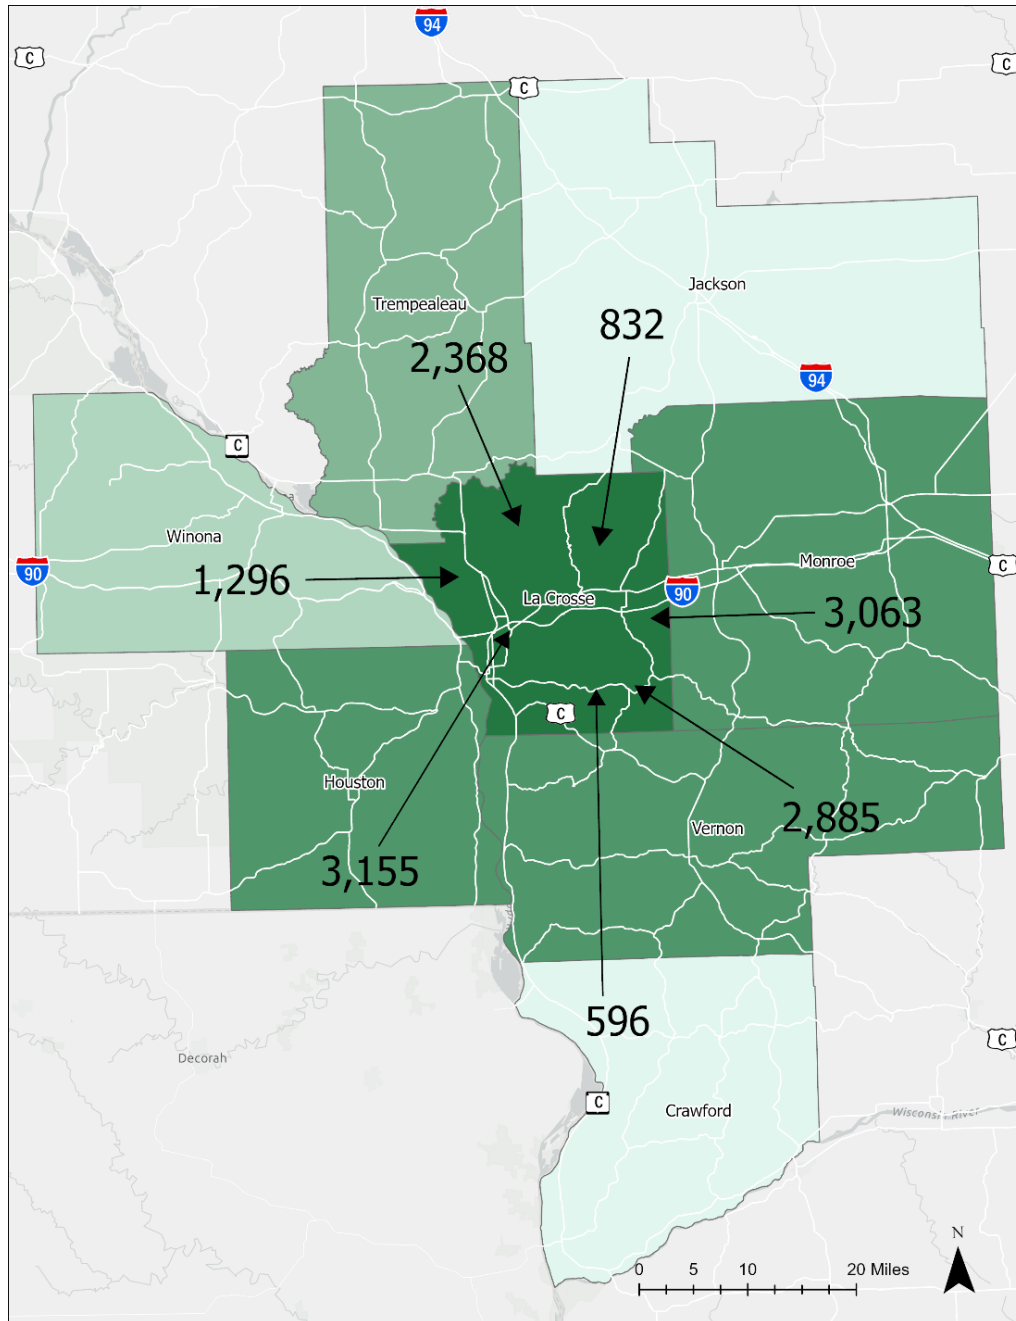 94
C
C
C
Jackson
Trempealeau
832
2,368
94
C
Winona
90
1,296
Monroe
C
90
La Crosse
3,063
C
Houston
2,885
Vernon
3,155
596
C
Decorah
C
Crawford
Wisconsin River
N
0 5 10 20 Miles